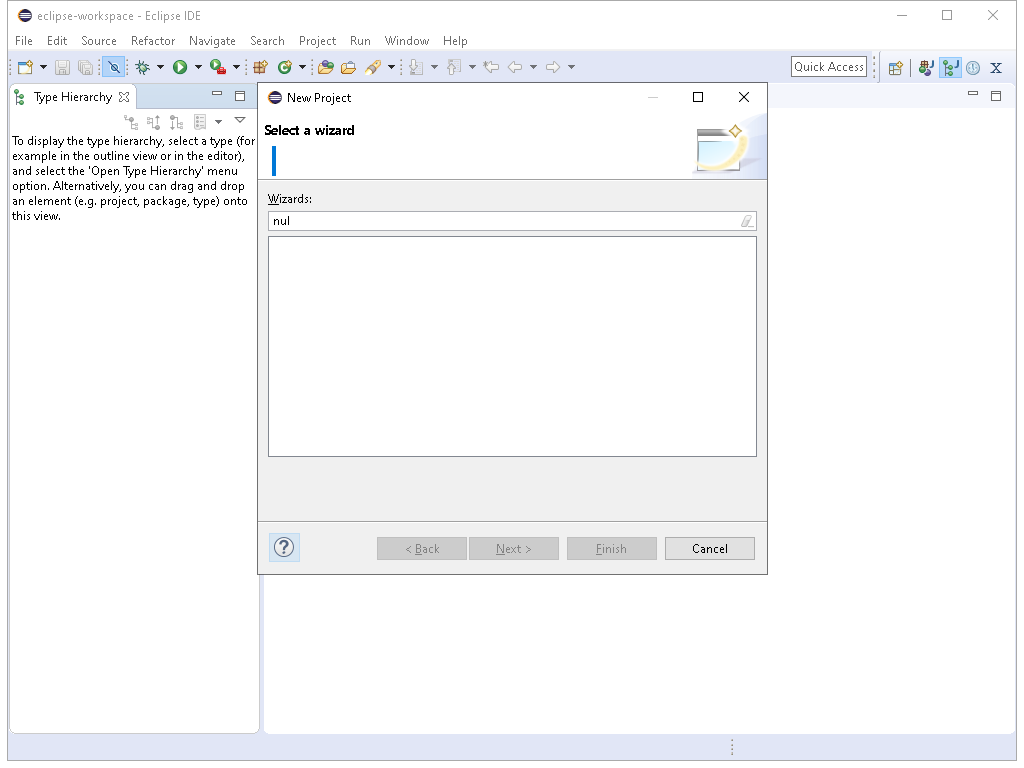 eclipse-workspace - Eclipse IDE
File Edit Source Refactor Navigate Search Project Run Window Help
Quick Access
Type Hierarchy
To display the type hierarchy, select a type (for
example in the outline view or in the editor),
and select the 'Open Type Hierarchy' menu
option. Alternatively, you can drag and drop
an element (e.g. project, package, type) onto
this view.
New Project
Select a wizard
Wizards:
nul
< Back Next > Finish Cancel